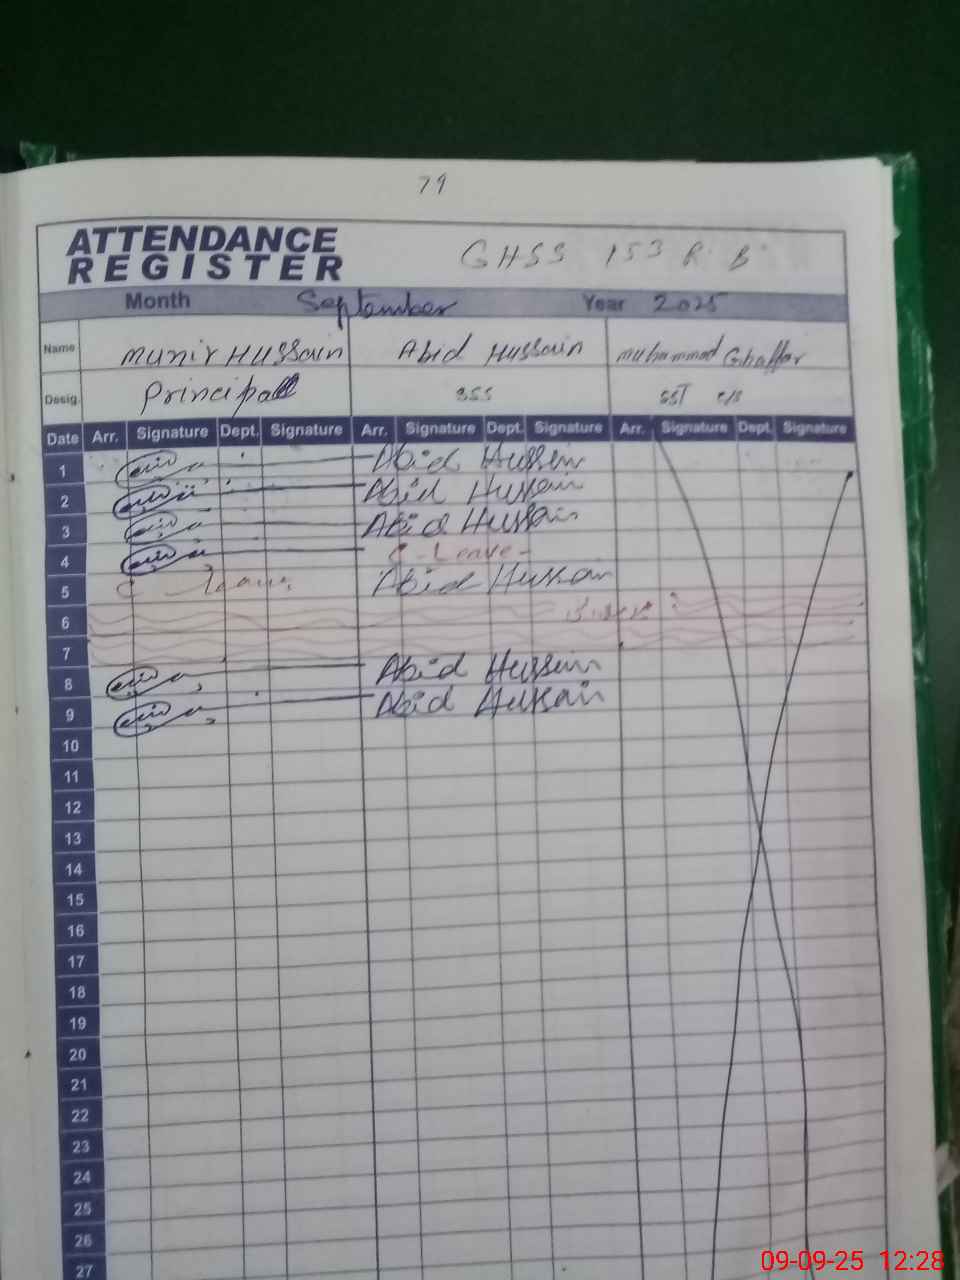 79
ATTENDANCE
REGISTER
GHSS 153 R.B
Month September Year 2025
Name Munir Hussain Abid Hussain Muhammad Ghaffar
Desig. Principal SSS SST
Date Arr. Signature Dept. Signature Arr. Signature Dept. Signature Arr. Signature Dept. Signature
1 Abid Hussain
2 Abid Hussain
3 Abid Hussain
4 C-Leave-
5 C leave Abid Hussain
6
7
8 Abid Hussain
9 Abid Hussain
10
11
12
13
14
15
16
17
18
19
20
21
22
23
24
25
26
27
09-09-25 12:28